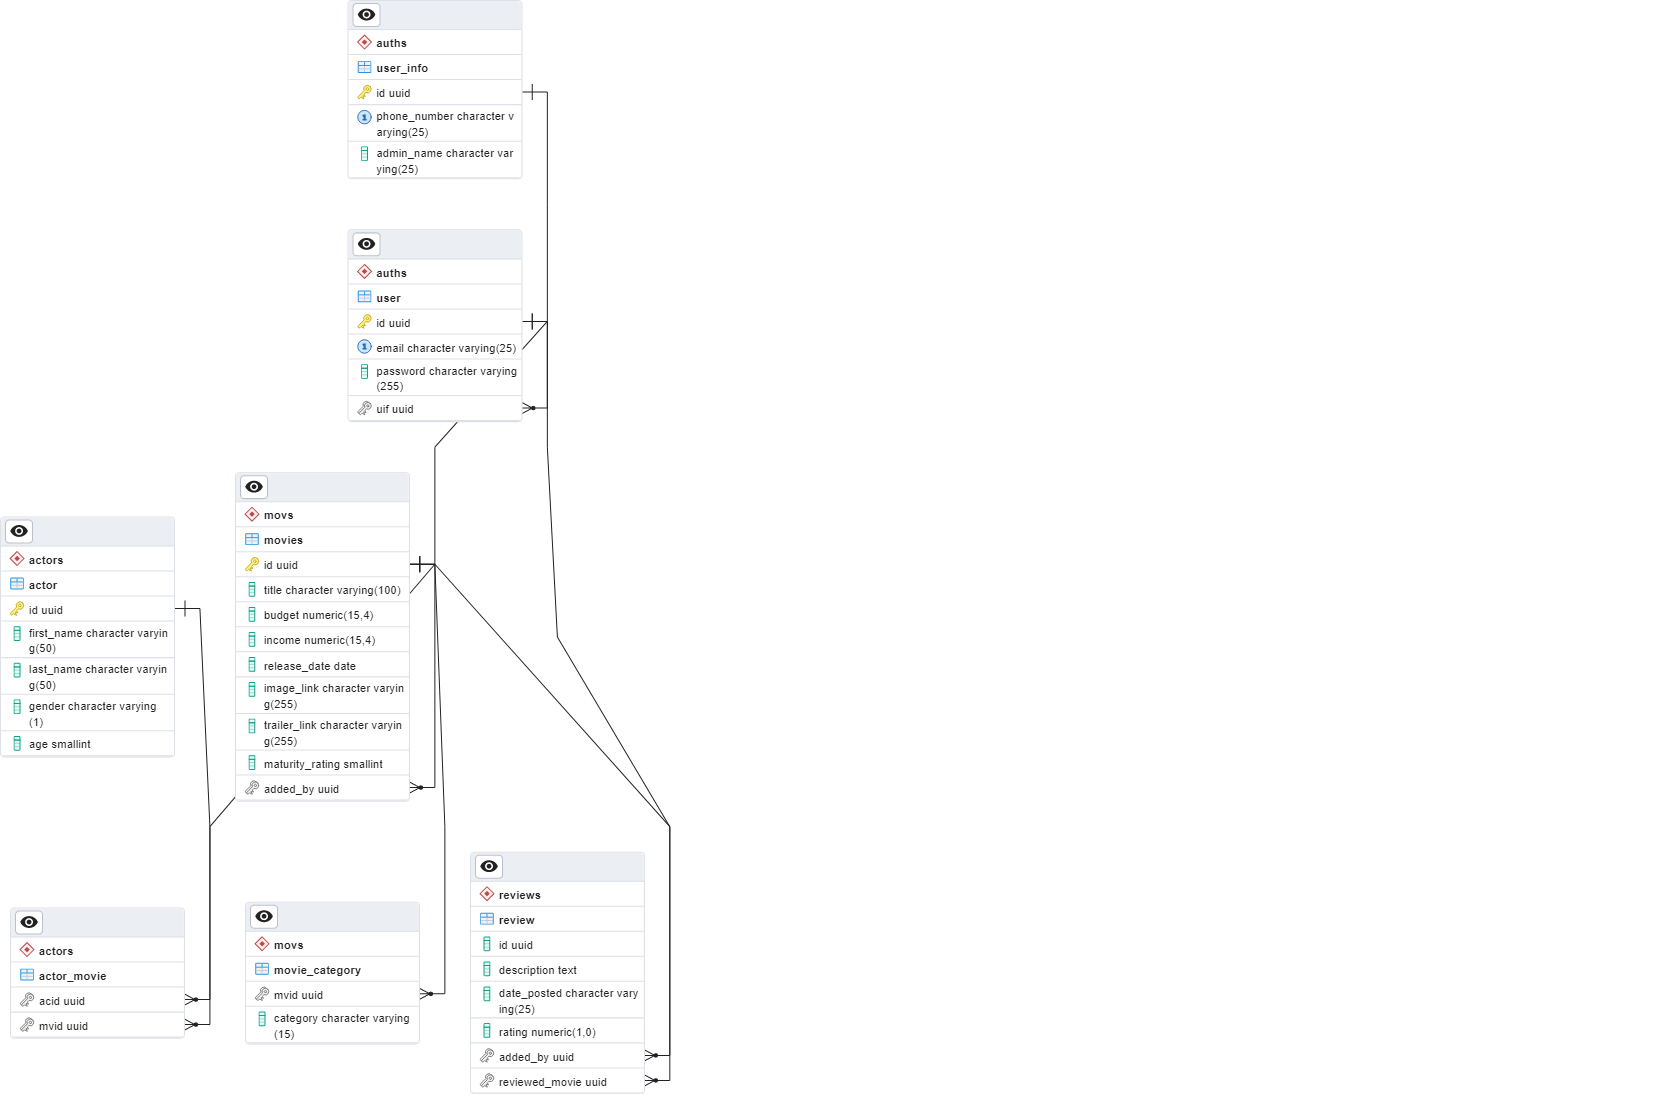 auths
user_info
id uuid
phone_number character v
arying(25)
admin_name character var
ying(25)
auths
user
id uuid
email character varying(25)
password character varying
(255)
uif uuid
movs
movies
id uuid
title character varying(100)
budget numeric(15,4)
income numeric(15,4)
release_date date
image_link character varyin
g(255)
trailer_link character varyin
g(255)
maturity_rating smallint
added_by uuid
actors
actor
id uuid
first_name character varyin
g(50)
last_name character varyin
g(50)
gender character varying
(1)
age smallint
actors
actor_movie
acid uuid
mvid uuid
movs
movie_category
mvid uuid
category character varying
(15)
reviews
review
id uuid
description text
date_posted character vary
ing(25)
rating numeric(1,0)
added_by uuid
reviewed_movie uuid